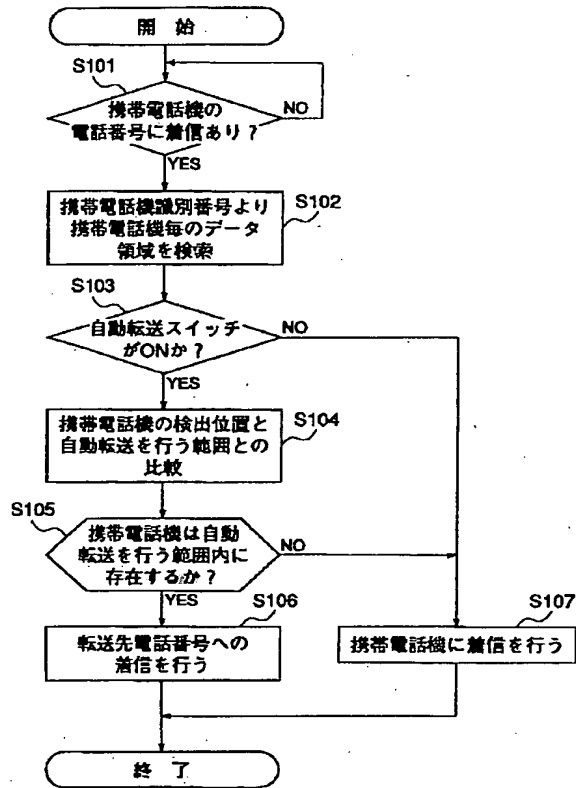 開始
S101
携帯電話機の
電話番号に着信あり?
NO
YES
S102
携帯電話機識別番号より
携帯電話機毎のデータ
領域を検索
S103
自動転送スイッチ
がONか?
NO
YES
S104
携帯電話機の検出位置と
自動転送を行う範囲との
比較
S105
携帯電話機は自動
転送を行う範囲内に
存在するか?
NO
YES
S106
転送先電話番号への
着信を行う
S107
携帯電話機に着信を行う
終了